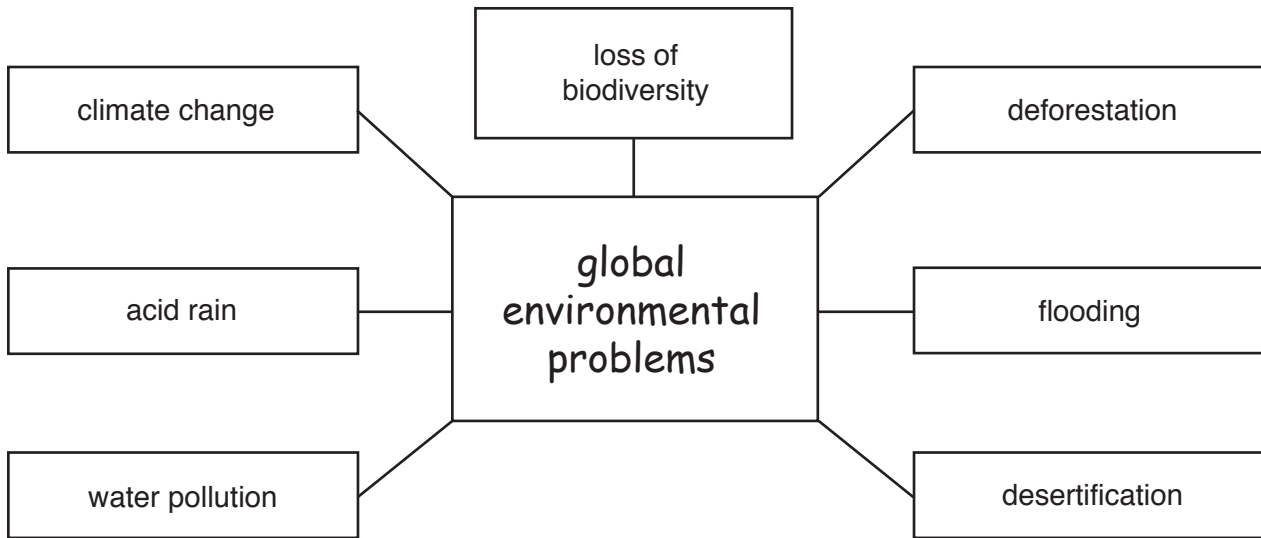 loss of
biodiversity
climate change
deforestation
global
environmental
problems
acid rain
flooding
water pollution
desertification